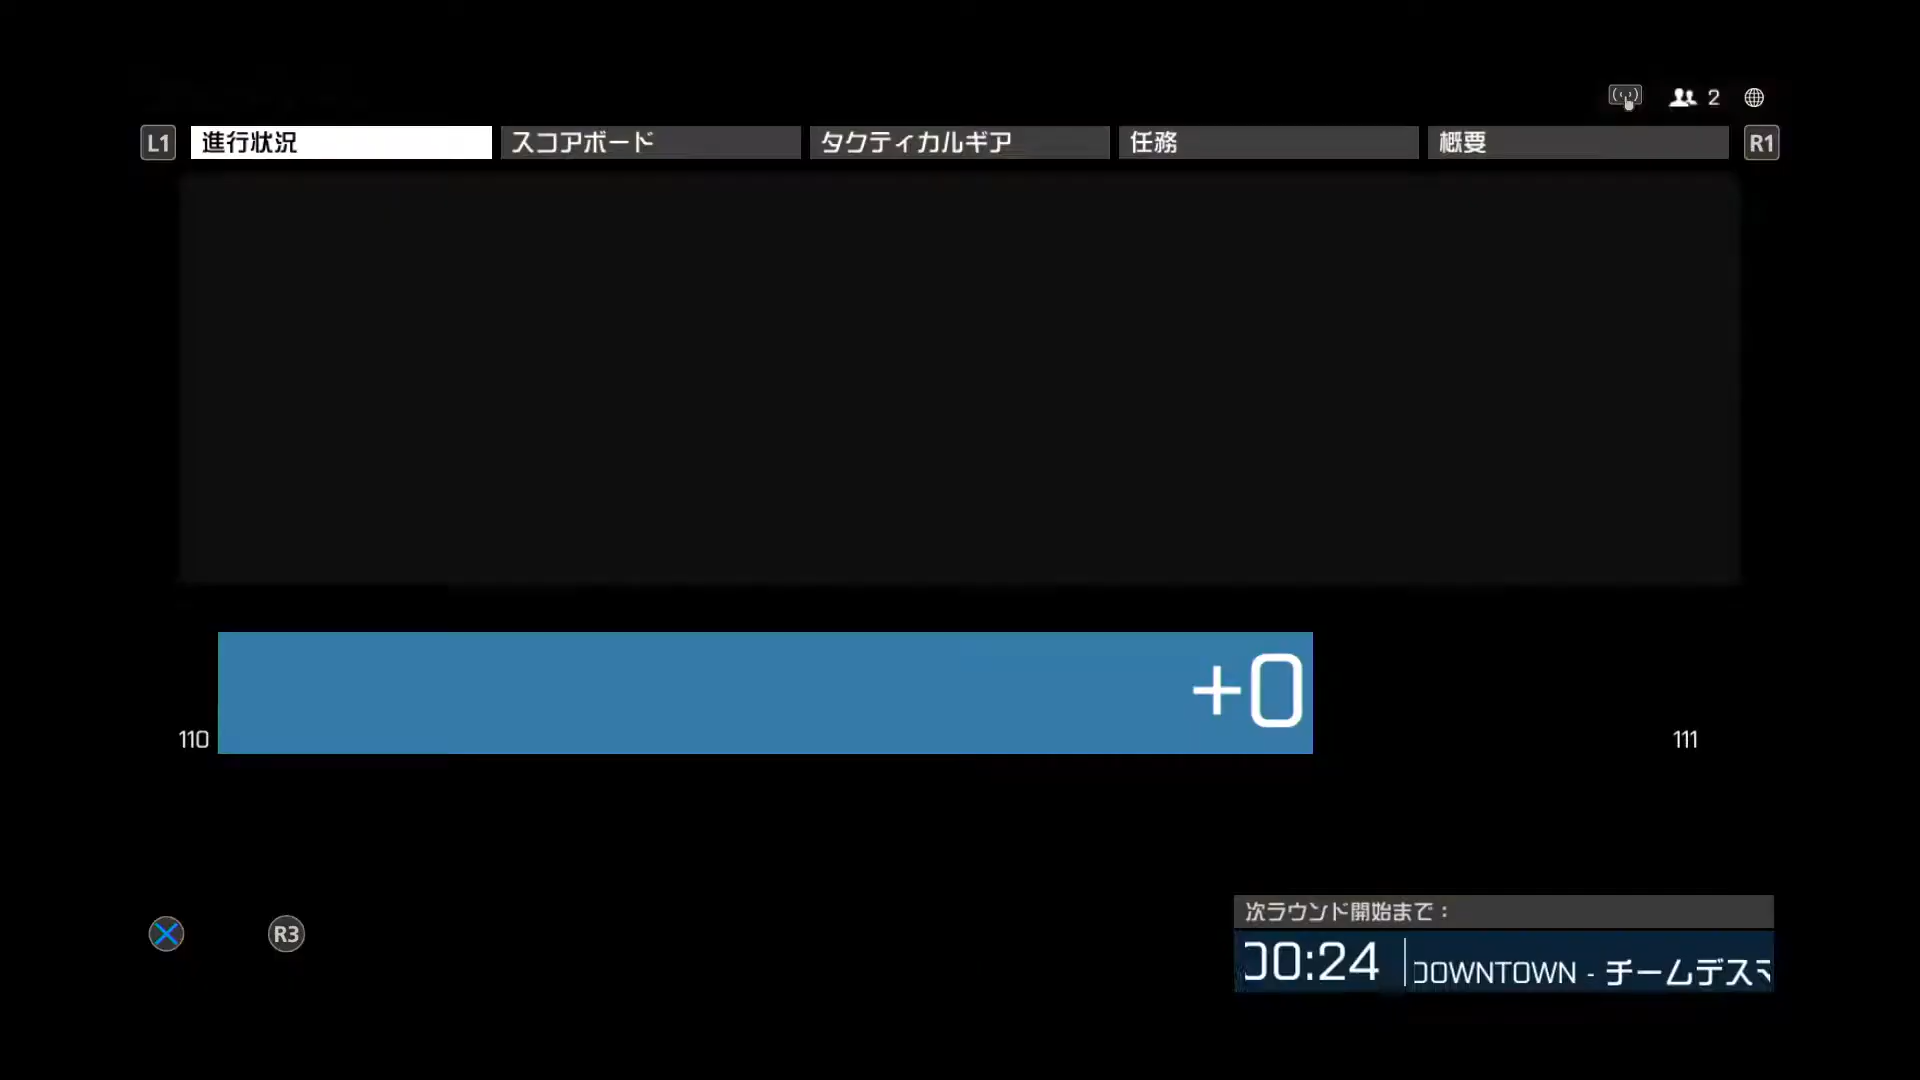 2
L1 進行状況 スコアボード タクティカルギア 任務 概要 R1
+0
110 111
R3
次ラウンド開始まで：
00:24 DOWNTOWN - チームデスマ